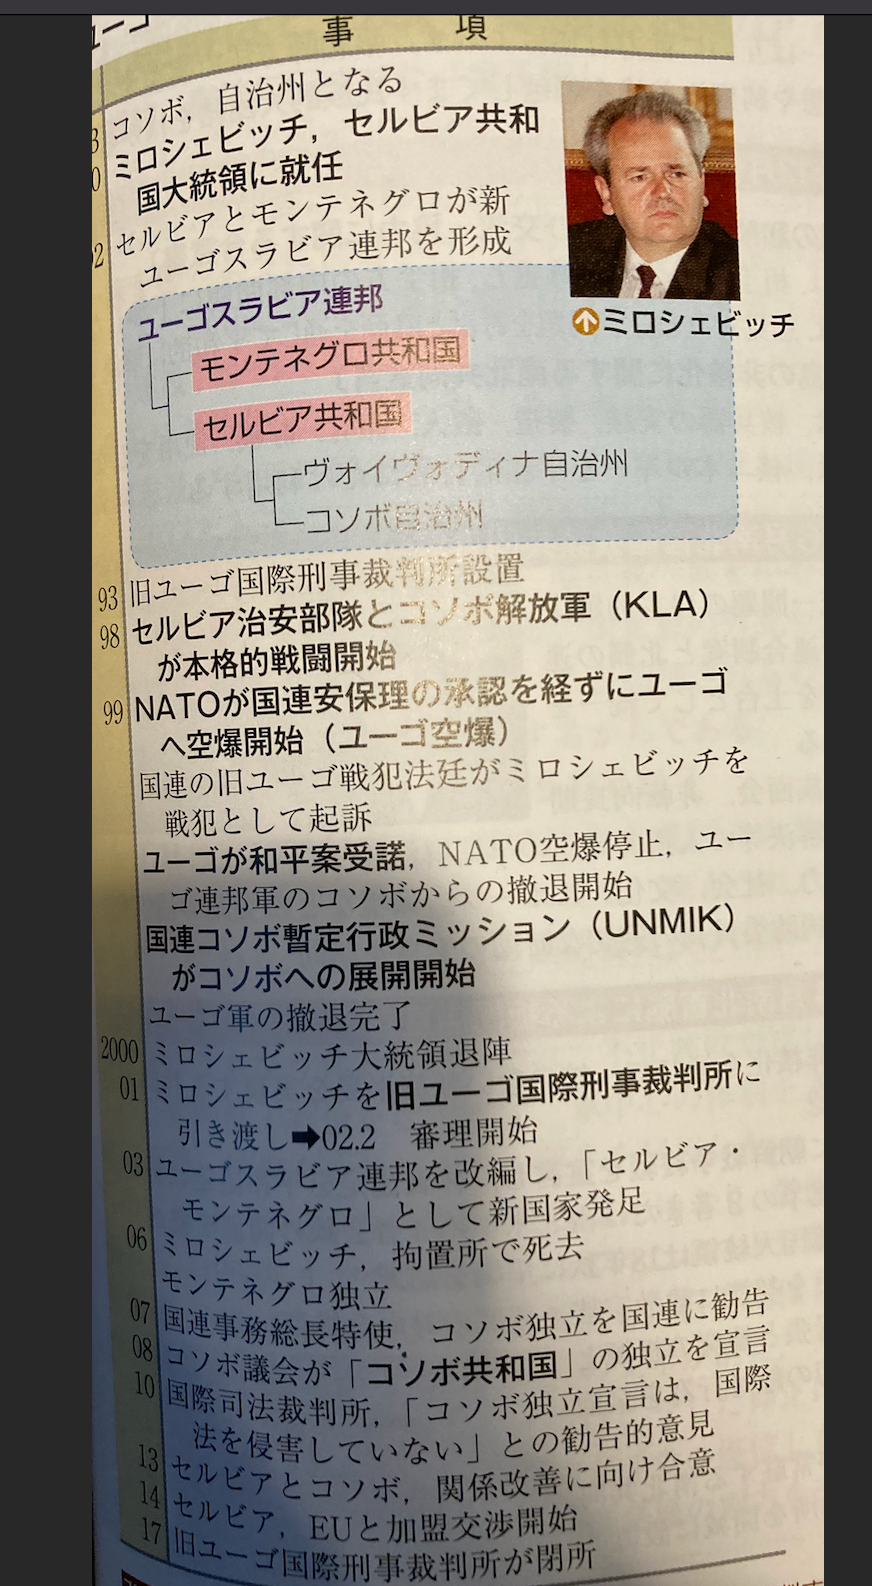 ユーゴ
事 項
コソボ，自治州となる
3 ミロシェビッチ，セルビア共和
0 国大統領に就任
2 セルビアとモンテネグロが新
ユーゴスラビア連邦を形成
ミロシェビッチ
ユーゴスラビア連邦
モンテネグロ共和国
セルビア共和国
ヴォイヴォディナ自治州
コソボ自治州
93 旧ユーゴ国際刑事裁判所設置
98 セルビア治安部隊とコソボ解放軍（KLA）
が本格的戦闘開始
99 NATOが国連安保理の承認を経ずにユーゴ
へ空爆開始（ユーゴ空爆）
国連の旧ユーゴ戦犯法廷がミロシェビッチを
戦犯として起訴
ユーゴが和平案受諾，NATO空爆停止，ユー
ゴ連邦軍のコソボからの撤退開始
国連コソボ暫定行政ミッション（UNMIK）
がコソボへの展開開始
ユーゴ軍の撤退完了
2000 ミロシェビッチ大統領退陣
01 ミロシェビッチを旧ユーゴ国際刑事裁判所に
引き渡し➡02.2 審理開始
03 ユーゴスラビア連邦を改編し，「セルビア・
モンテネグロ」として新国家発足
06 ミロシェビッチ，拘置所で死去
モンテネグロ独立
07 国連事務総長特使，コソボ独立を国連に勧告
08 コソボ議会が「コソボ共和国」の独立を宣言
10 国際司法裁判所，「コソボ独立宣言は，国際
法を侵害していない」との勧告的意見
13 セルビアとコソボ，関係改善に向け合意
14 セルビア，EUと加盟交渉開始
17 旧ユーゴ国際刑事裁判所が閉所